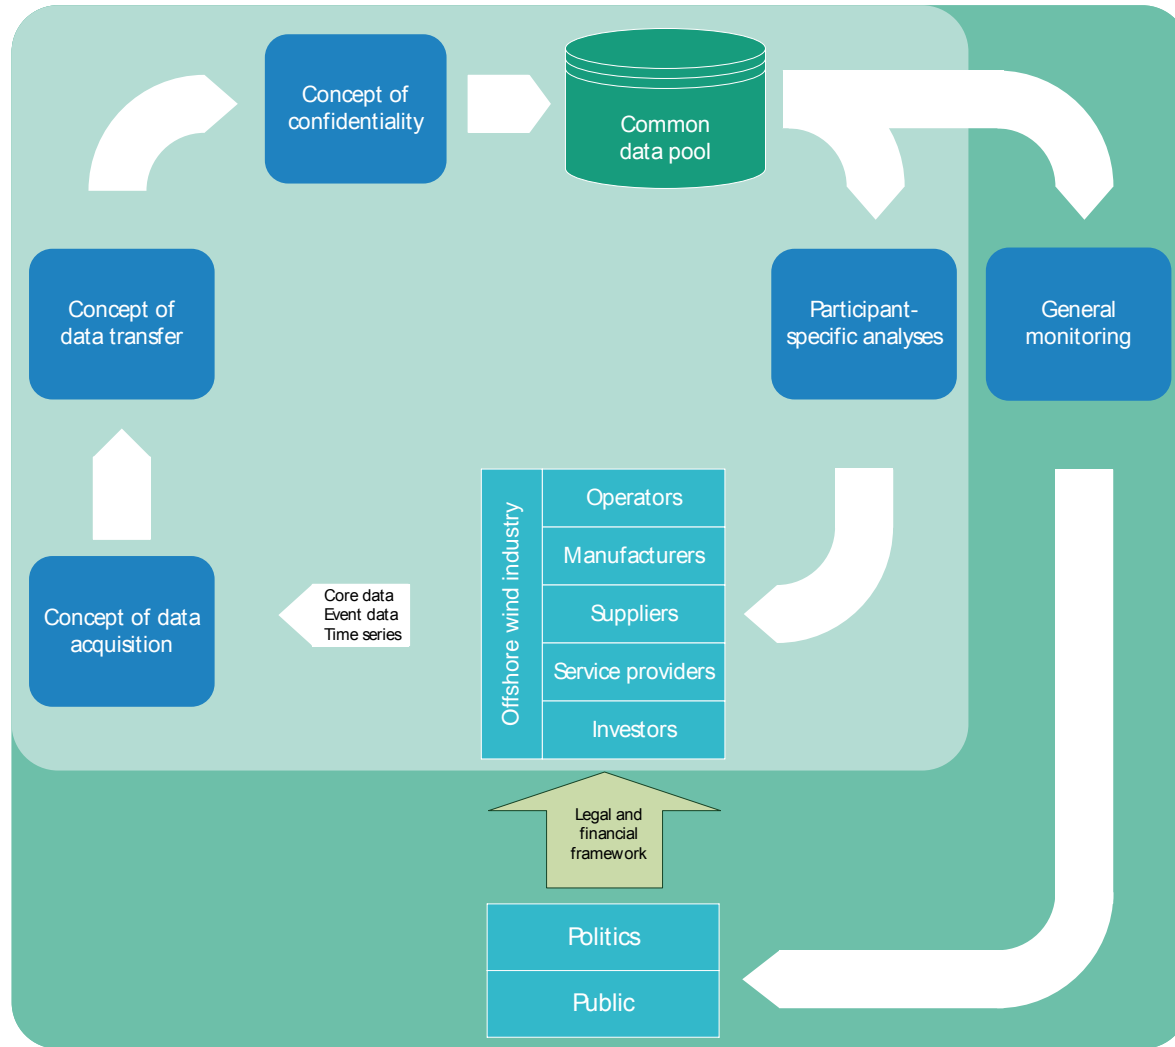 Concept of
confidentiality
Common
data pool
Concept of
data transfer
Participant-
specific analyses
General
monitoring
Offshore wind industry
Operators
Manufacturers
Suppliers
Service providers
Investors
Core data
Event data
Time series
Concept of data
acquisition
Legal and
financial
framework
Politics
Public